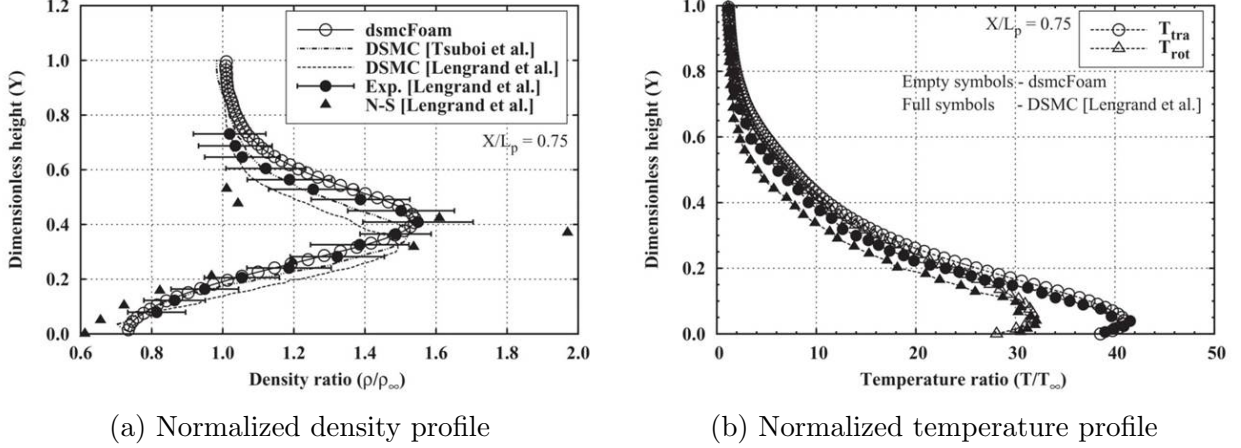 dsmcFoam
DSMC [Tsuboi et al.]
DSMC [Lengrand et al.]
Exp. [Lengrand et al.]
N-S [Lengrand et al.]
X/Lp = 0.75
Dimensionless height (Y)
1.2
1.0
0.8
0.6
0.4
0.2
0.0
0.6 0.8 1.0 1.2 1.4 1.6 1.8 2.0
Density ratio (ρ/ρ∞)
(a) Normalized density profile
X/Lp = 0.75
Ttra
Trot
Empty symbols - dsmcFoam
Full symbols - DSMC [Lengrand et al.]
Dimensionless height (Y)
1.0
0.8
0.6
0.4
0.2
0.0
0 10 20 30 40 50
Temperature ratio (T/T∞)
(b) Normalized temperature profile